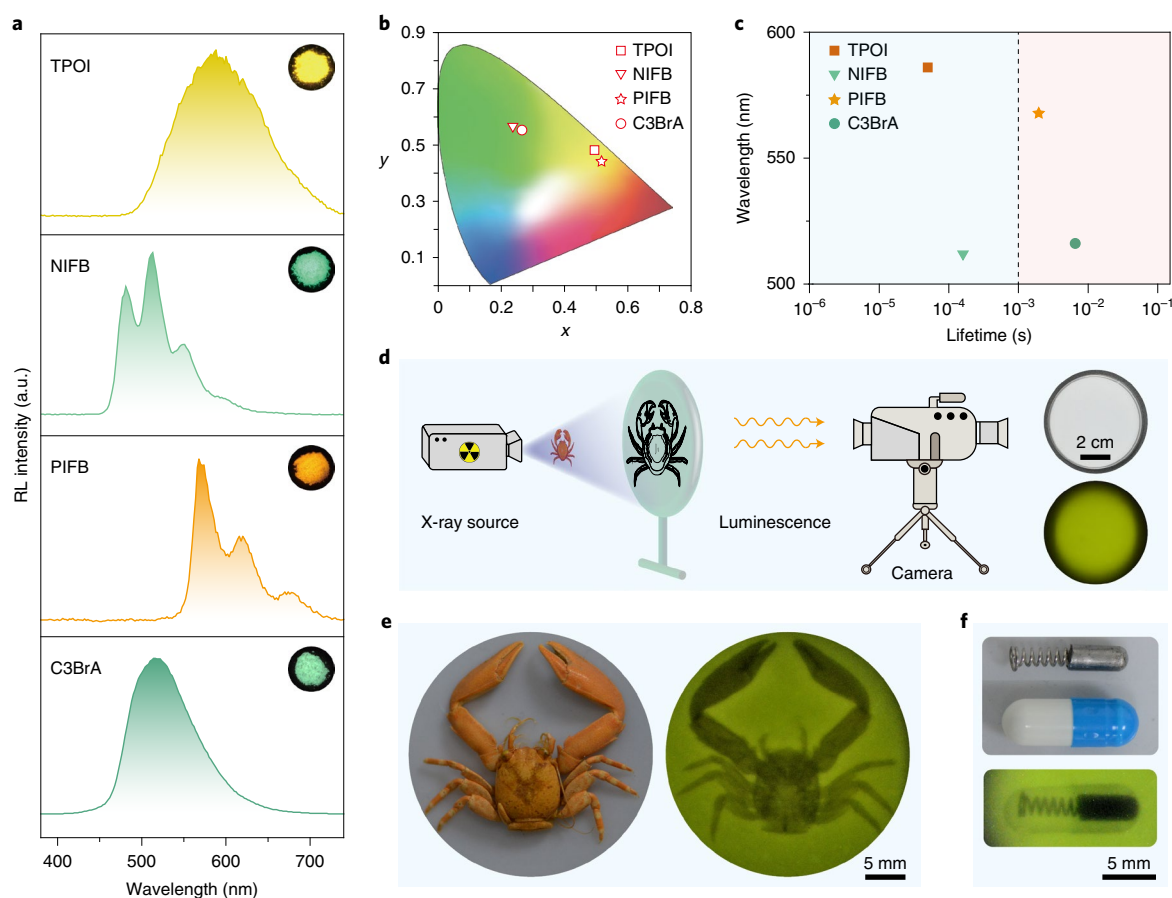 a
TPOI
NIFB
PIFB
C3BrA
RL intensity (a.u.)
400 500 600 700
Wavelength (nm)
b
0.9
0.7
0.5
0.3
0.1
y
0 0.2 0.4 0.6 0.8
x
TPOI
NIFB
PIFB
C3BrA
c
600
550
500
Wavelength (nm)
TPOI
NIFB
PIFB
C3BrA
10⁻⁶ 10⁻⁵ 10⁻⁴ 10⁻³ 10⁻² 10⁻¹
Lifetime (s)
d
X-ray source
Luminescence
Camera
2 cm
e
5 mm
f
5 mm